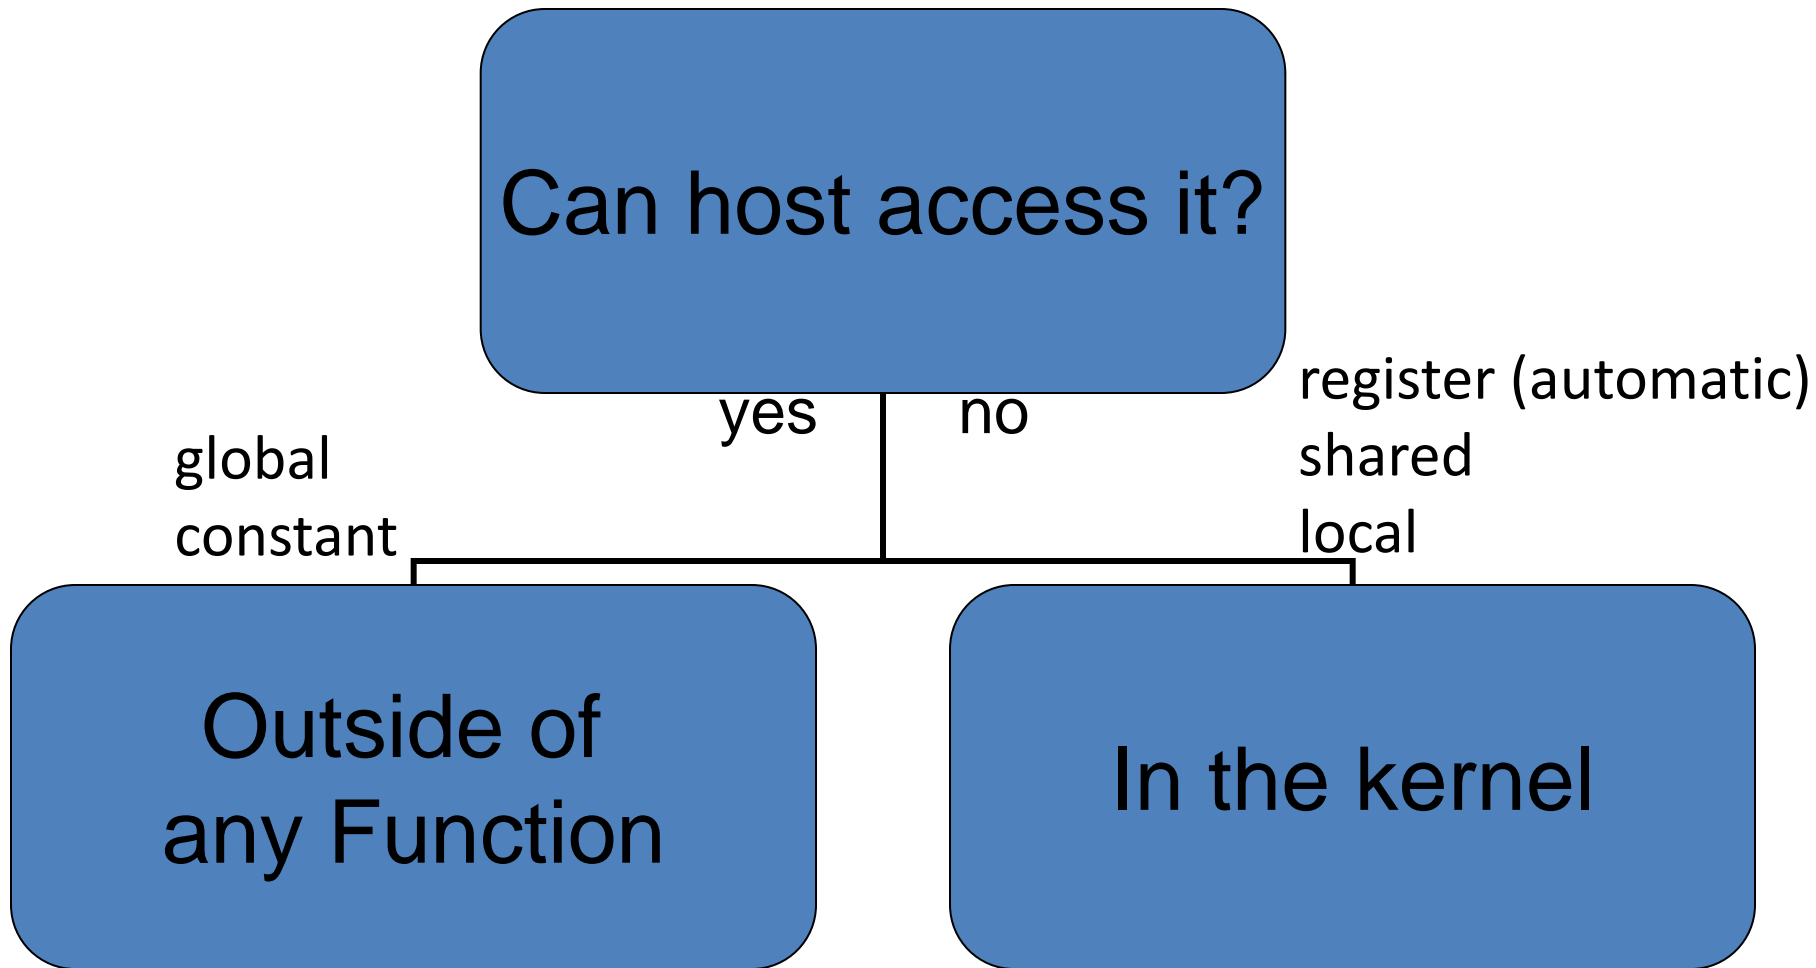 Can host access it?
yes
no
global
constant
register (automatic)
shared
local
Outside of
any Function
In the kernel